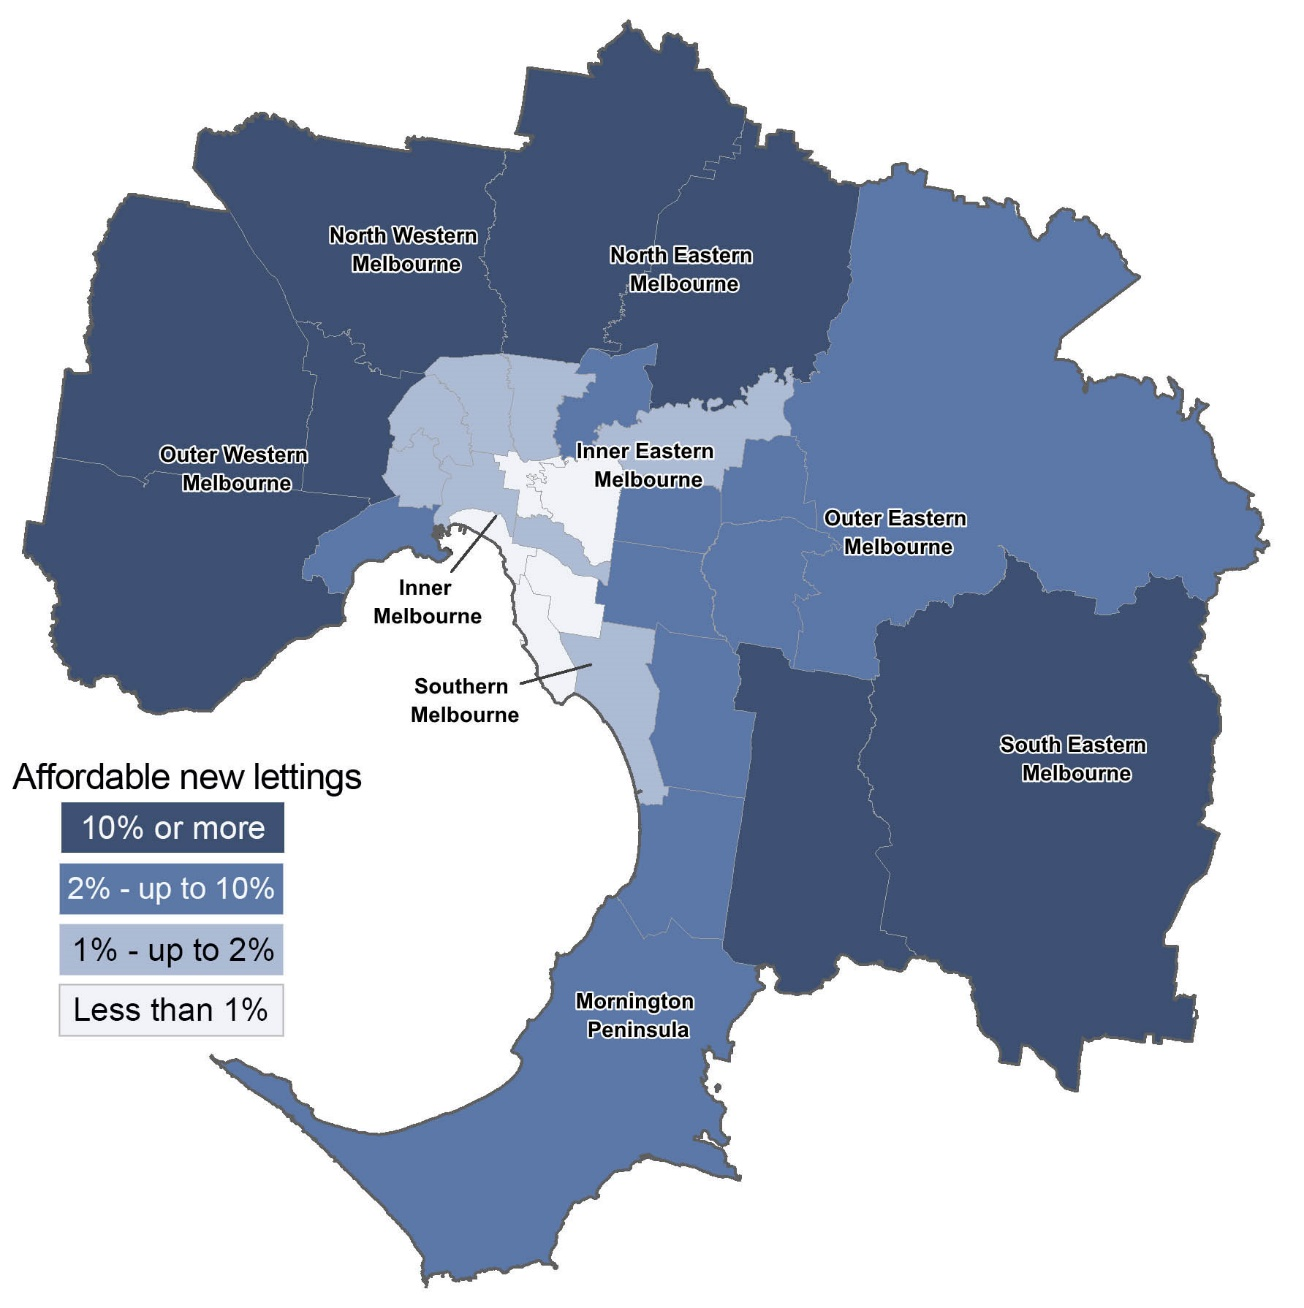 North Western
Melbourne
North Eastern
Melbourne
Outer Western
Melbourne
Inner Eastern
Melbourne
Outer Eastern
Melbourne
Inner
Melbourne
Southern
Melbourne
South Eastern
Melbourne
Affordable new lettings
10% or more
2% - up to 10%
1% - up to 2%
Less than 1%
Mornington
Peninsula